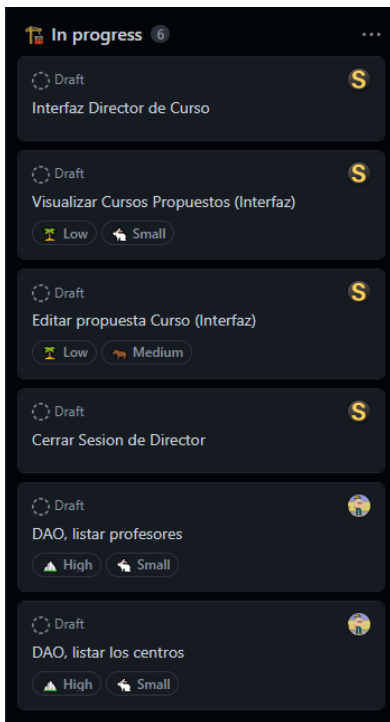 In progress 6
Draft
S
Interfaz Director de Curso
Draft
S
Visualizar Cursos Propuestos (Interfaz)
Low Small
Draft
S
Editar propuesta Curso (Interfaz)
Low Medium
Draft
S
Cerrar Sesion de Director
Draft
DAO, listar profesores
High Small
Draft
DAO, listar los centros
High Small